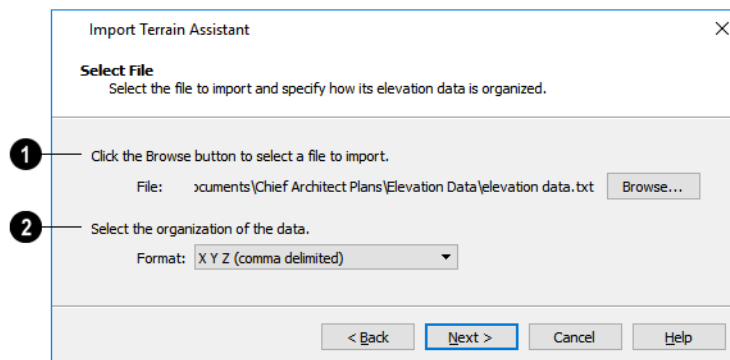 Import Terrain Assistant
Select File
Select the file to import and specify how its elevation data is organized.
1 Click the Browse button to select a file to import.
File: ocuments\Chief Architect Plans\Elevation Data\elevation data.txt Browse...
2 Select the organization of the data.
Format: X Y Z (comma delimited)
< Back Next > Cancel Help